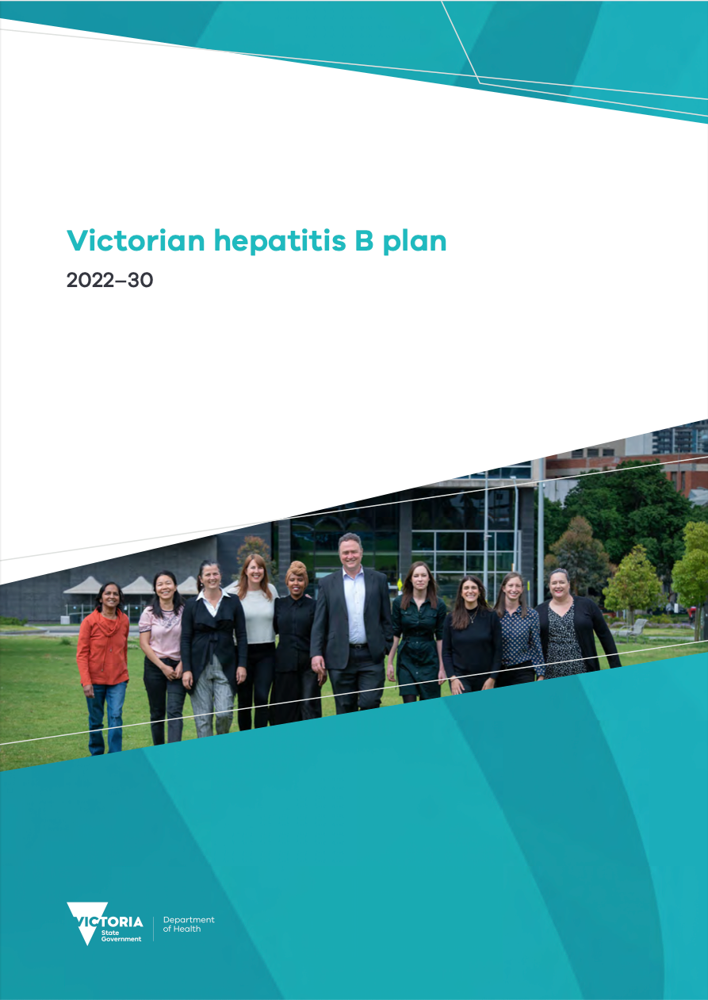 Victorian hepatitis B plan
2022–30
VICTORIA
State
Government
Department
of Health